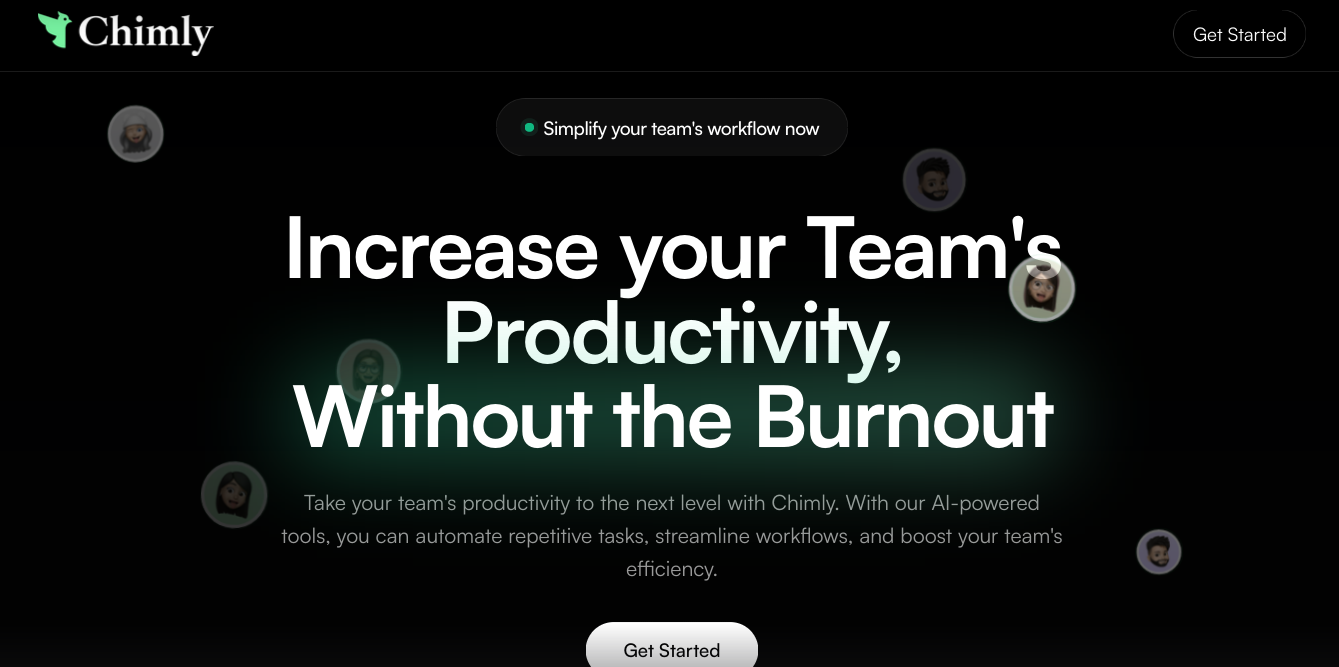 Chimly
Get Started
Simplify your team's workflow now
Increase your Team's
Productivity,
Without the Burnout
Take your team's productivity to the next level with Chimly. With our AI-powered
tools, you can automate repetitive tasks, streamline workflows, and boost your team's
efficiency.
Get Started